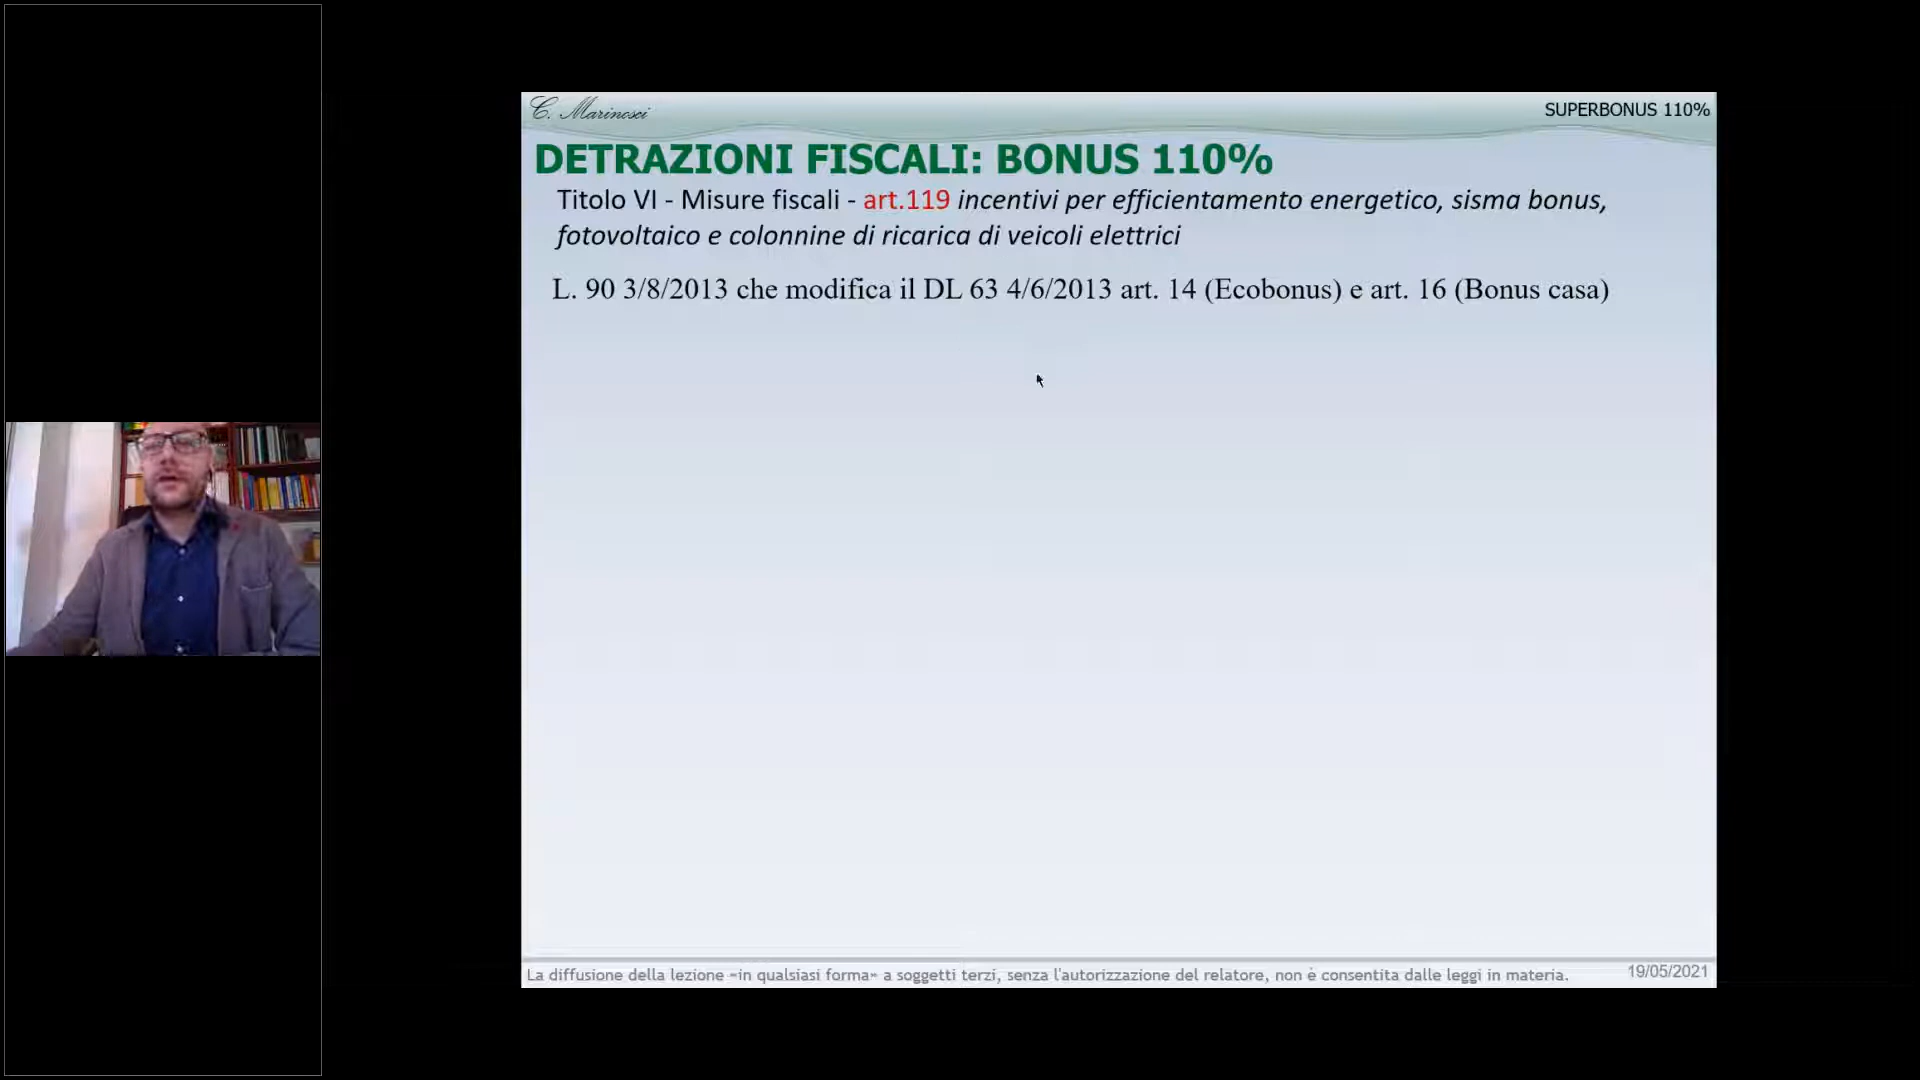 C. Marinosci
SUPERBONUS 110%
DETRAZIONI FISCALI: BONUS 110%
Titolo VI - Misure fiscali - art.119 incentivi per efficientamento energetico, sisma bonus,
fotovoltaico e colonnine di ricarica di veicoli elettrici
L. 90 3/8/2013 che modifica il DL 63 4/6/2013 art. 14 (Ecobonus) e art. 16 (Bonus casa)
La diffusione della lezione «in qualsiasi forma» a soggetti terzi, senza l'autorizzazione del relatore, non è consentita dalle leggi in materia.
19/05/2021